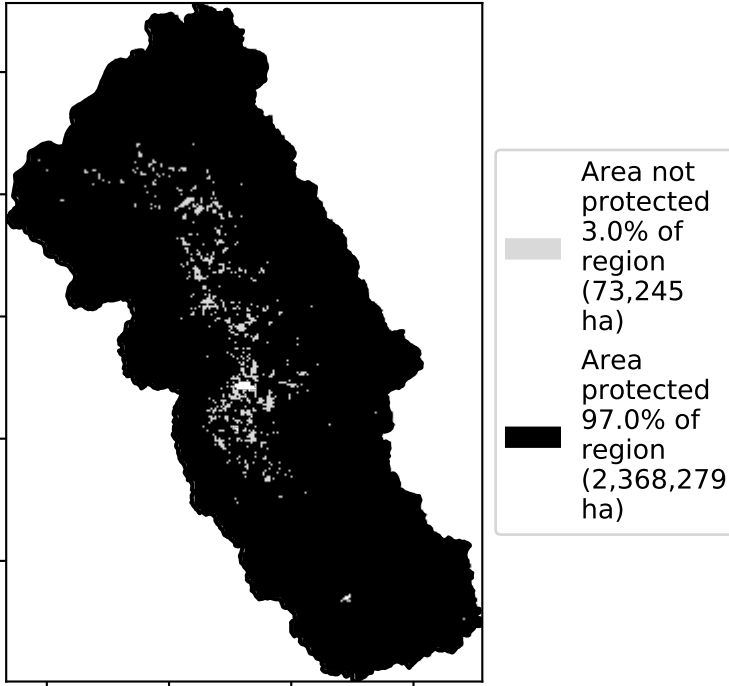 Area not
protected
3.0% of
region
(73,245
ha)
Area
protected
97.0% of
region
(2,368,279
ha)